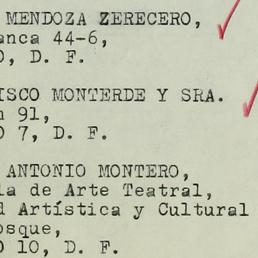 MENDOZA ZERECERO,
anca 44-6,
O, D. F.
ISCO MONTERDE Y SRA.
n 91,
O 7, D. F.
ANTONIO MONTERO,
la de Arte Teatral,
d Artística y Cultural
osque,
O 10, D. F.